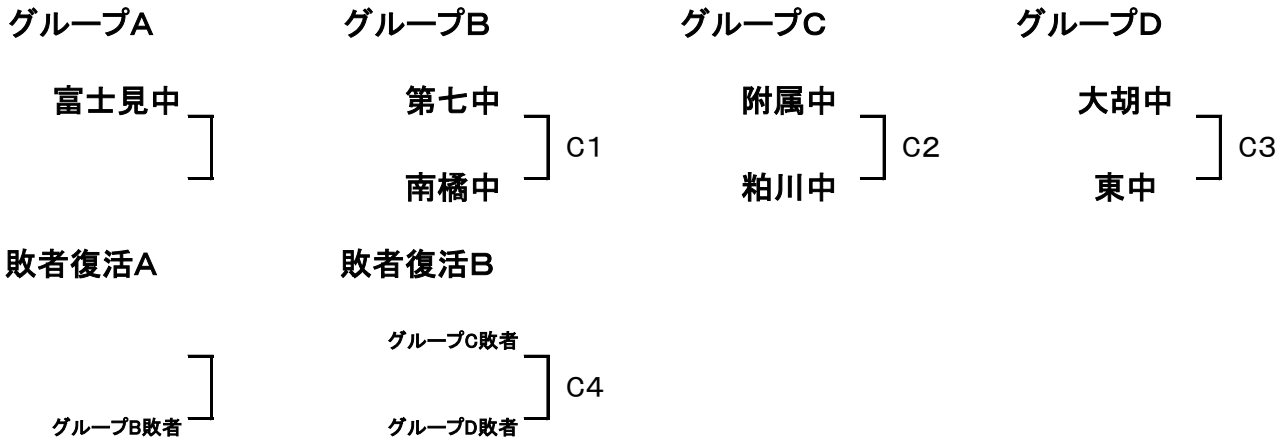 グループA
グループB
グループC
グループD
富士見中
第七中
附属中
大胡中
C1
C2
C3
南橘中
粕川中
東中
敗者復活A
敗者復活B
グループC敗者
C4
グループB敗者
グループD敗者